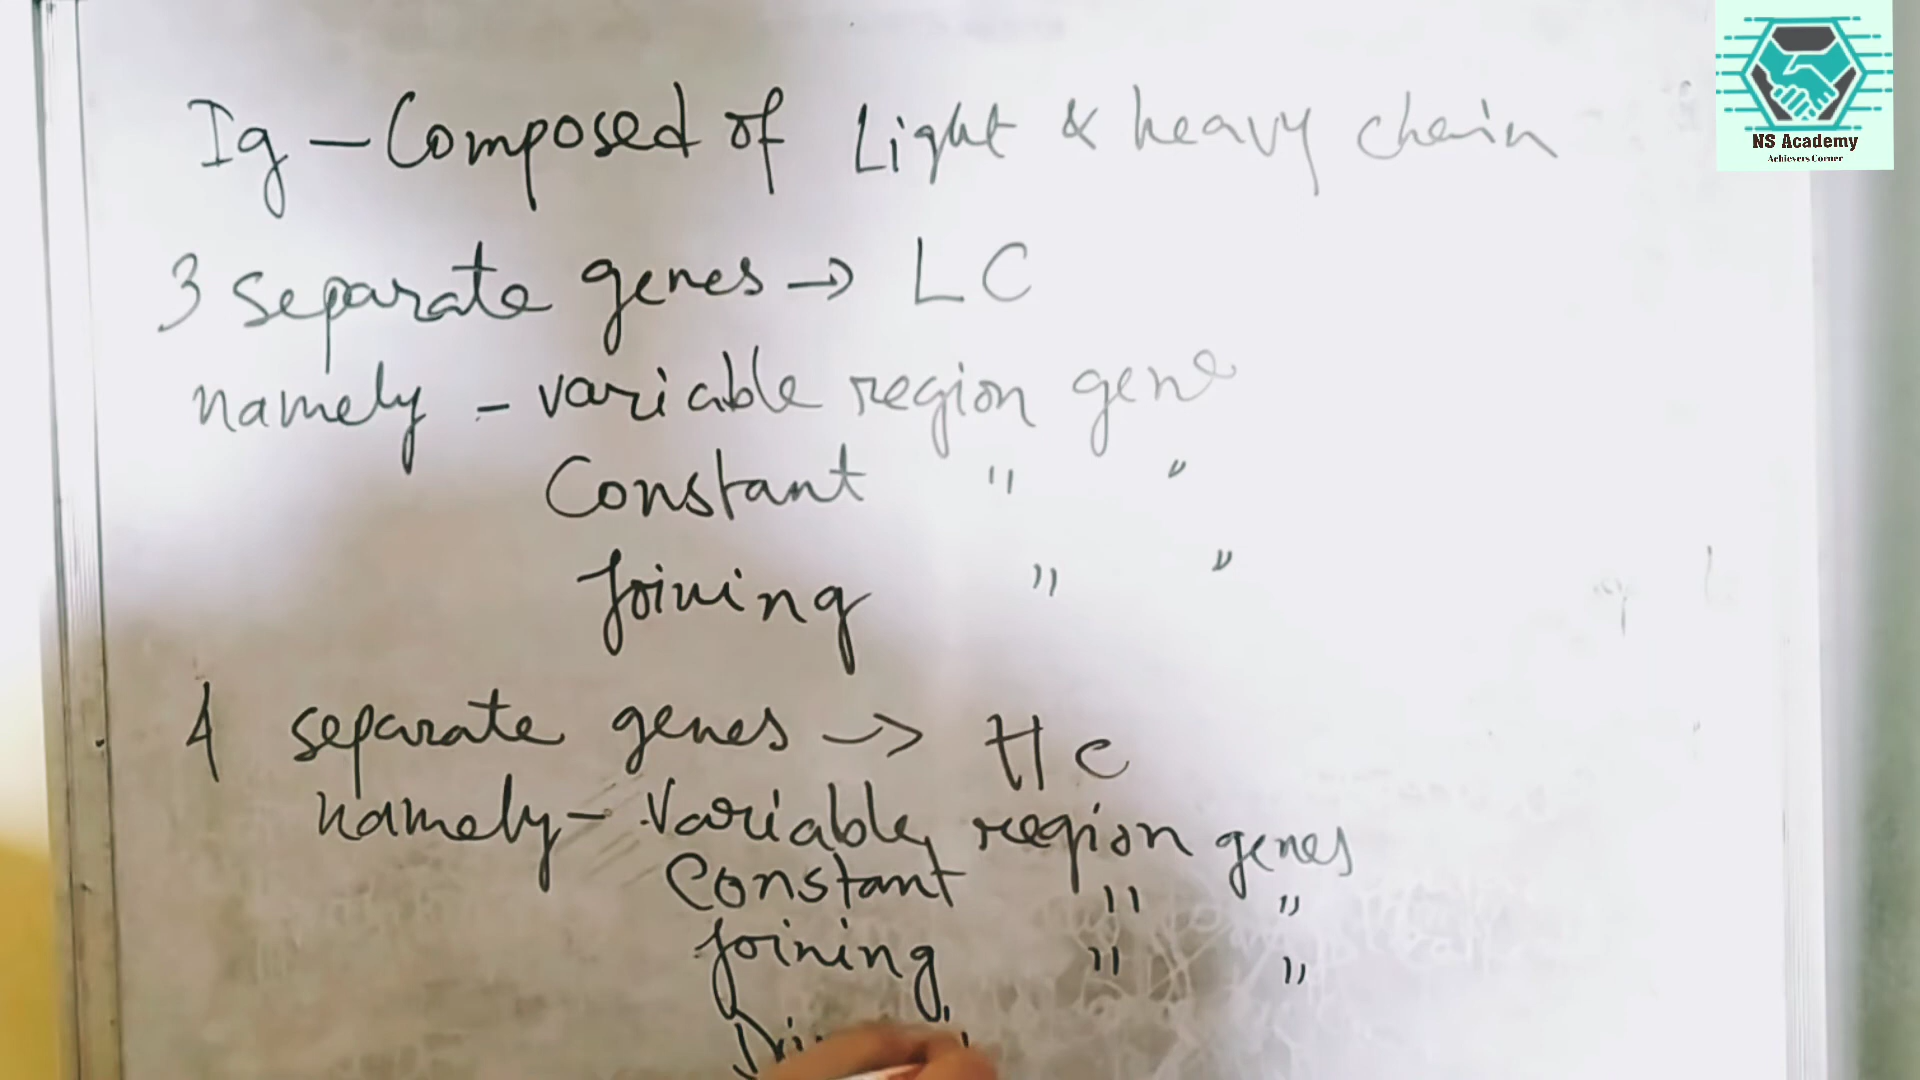 Ig - Composed of Light & heavy chain
3 separate genes → LC
namely - variable region gene
Constant " "
Joining " "
4 separate genes → HC
namely - Variable region genes
Constant " "
Joining " "
NS Academy
Achievers Corner